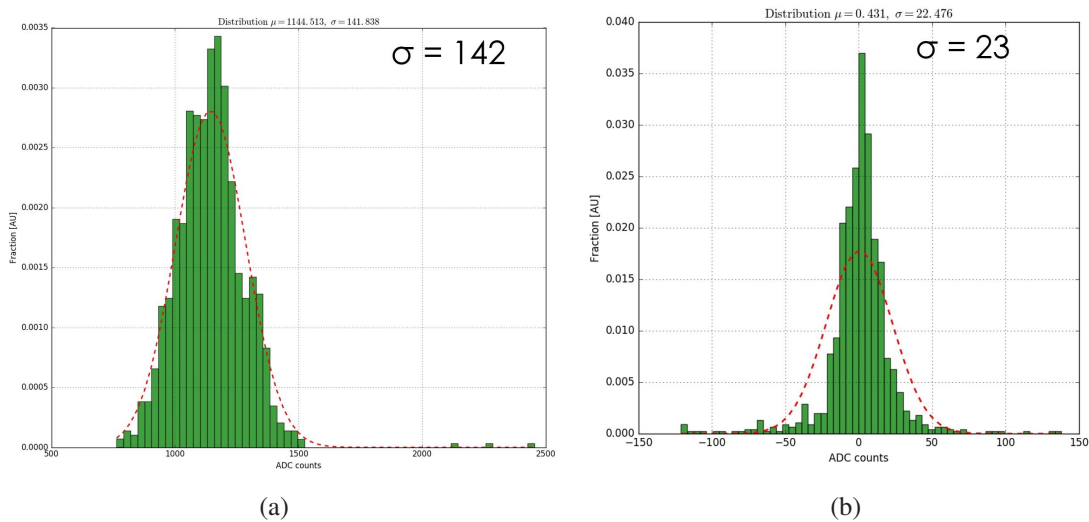 Distribution μ = 1144.513, σ = 141.838
σ = 142
0.0035
0.0030
0.0025
0.0020
0.0015
0.0010
0.0005
0.0000
Fraction [AU]
500 1000 1500 2000 2500
ADC counts
(a)
Distribution μ = 0.431, σ = 22.476
σ = 23
0.040
0.035
0.030
0.025
0.020
0.015
0.010
0.005
0.000
Fraction [AU]
−150 −100 −50 0 50 100 150
ADC counts
(b)